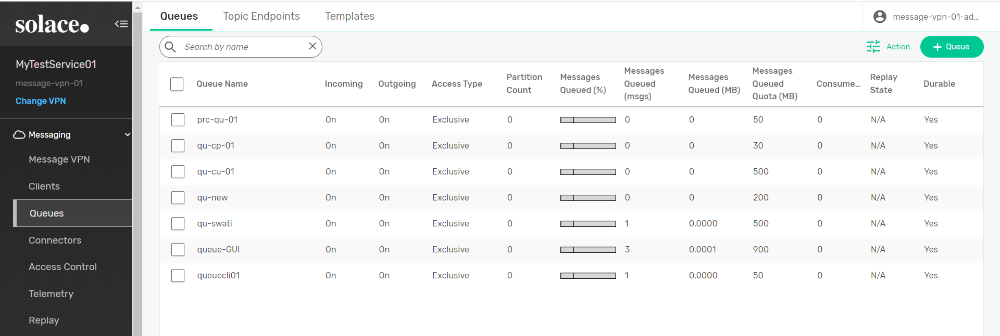 solace
MyTestService01
message-vpn-01
Change VPN
Messaging
Message VPN
Clients
Queues
Connectors
Access Control
Telemetry
Replay
Queues Topic Endpoints Templates
message-vpn-01-ad...
Search by name
Action
+ Queue
Queue Name Incoming Outgoing Access Type Partition Count Messages Queued (%) Messages Queued (msgs) Messages Queued (MB) Messages Queued Quota (MB) Consume... Replay State Durable
prc-qu-01 On On Exclusive 0 0 0 50 0 N/A Yes
qu-cp-01 On On Exclusive 0 0 0 30 0 N/A Yes
qu-cu-01 On On Exclusive 0 0 0 500 0 N/A Yes
qu-new On On Exclusive 0 0 0 200 0 N/A Yes
qu-swati On On Exclusive 0 1 0.0000 500 0 N/A Yes
queue-GUI On On Exclusive 0 3 0.0001 900 0 N/A Yes
queuecli01 On On Exclusive 0 1 0.0000 50 0 N/A Yes